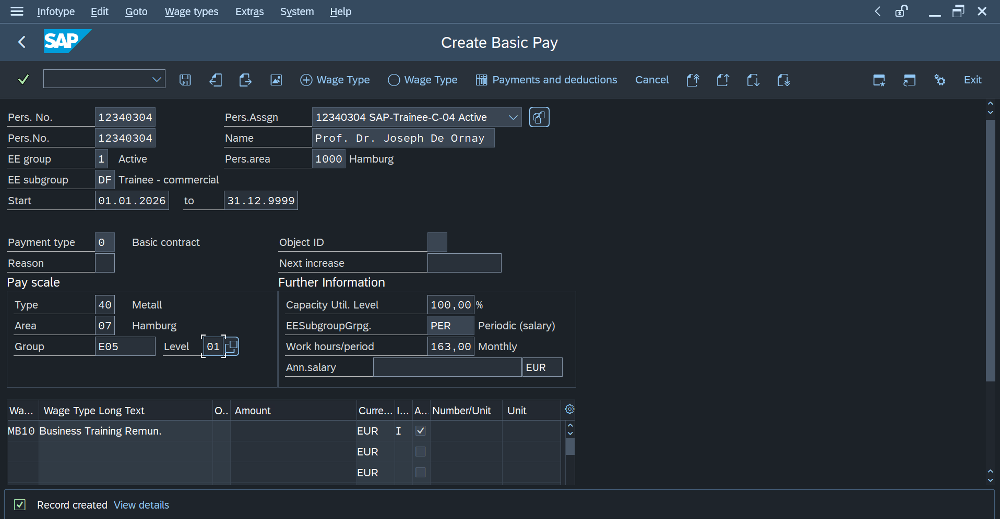 Infotype Edit Goto Wage types Extras System Help
SAP Create Basic Pay
Wage Type Wage Type Payments and deductions Cancel Exit
Pers. No. 12340304 Pers.Assgn 12340304 SAP-Trainee-C-04 Active
Pers.No. 12340304 Name Prof. Dr. Joseph De Ornay
EE group 1 Active Pers.area 1000 Hamburg
EE subgroup DF Trainee - commercial
Start 01.01.2026 to 31.12.9999
Payment type 0 Basic contract Object ID
Reason Next increase
Pay scale Further Information
Type 40 Metall Capacity Util. Level 100,00 %
Area 07 Hamburg EESubgroupGrpg. PER Periodic (salary)
Group E05 Level 01 Work hours/period 163,00 Monthly
Ann.salary EUR
Wa... Wage Type Long Text O.. Amount Curre... I... A.. Number/Unit Unit
MB10 Business Training Remun. EUR I
EUR
EUR
Record created View details